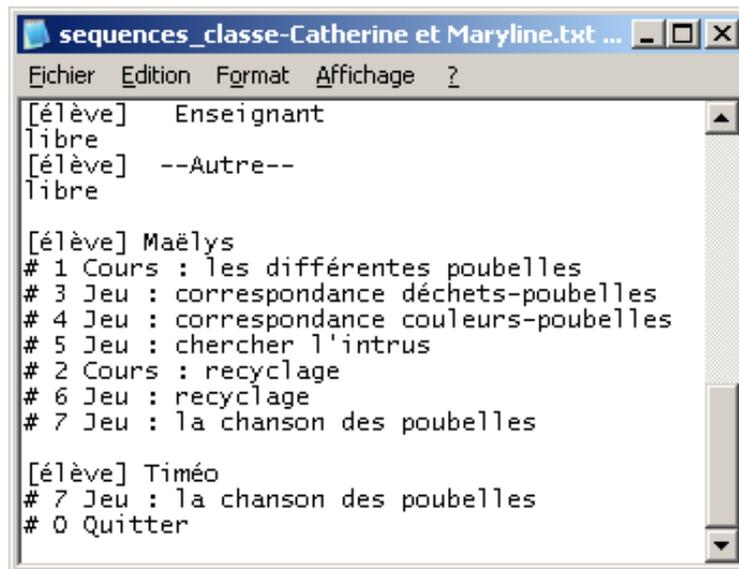 sequences_classe-Catherine et Maryline.txt ...
Fichier Edition Format Affichage ?
[élève]   Enseignant
libre
[élève]  --Autre--
libre
[élève] Maëlys
# 1 Cours : les différentes poubelles
# 3 Jeu : correspondance déchets-poubelles
# 4 Jeu : correspondance couleurs-poubelles
# 5 Jeu : chercher l'intrus
# 2 Cours : recyclage
# 6 Jeu : recyclage
# 7 Jeu : la chanson des poubelles
[élève] Timéo
# 7 Jeu : la chanson des poubelles
# 0 Quitter